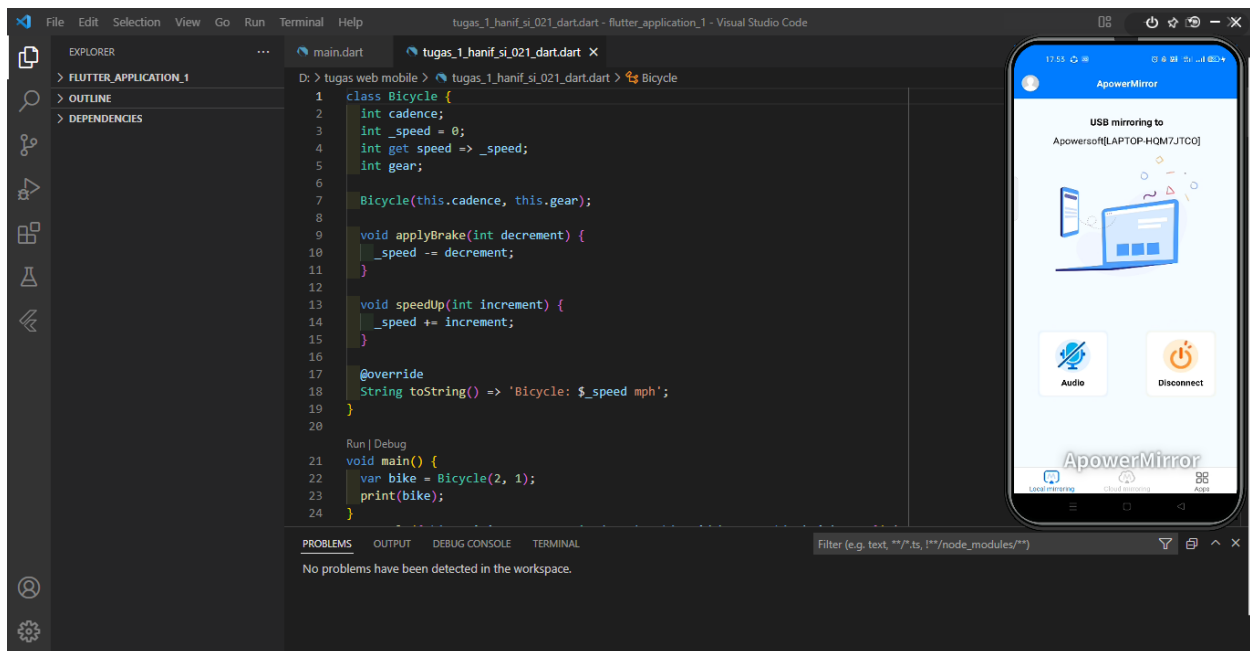 File Edit Selection View Go Run Terminal Help
tugas_1_hanif_si_021_dart.dart - flutter_application_1 - Visual Studio Code
EXPLORER
FLUTTER_APPLICATION_1
OUTLINE
DEPENDENCIES
main.dart
tugas_1_hanif_si_021_dart.dart
D: > tugas web mobile > tugas_1_hanif_si_021_dart.dart > Bicycle
1 class Bicycle {
2 int cadence;
3 int _speed = 0;
4 int get speed => _speed;
5 int gear;
6
7 Bicycle(this.cadence, this.gear);
8
9 void applyBrake(int decrement) {
10 _speed -= decrement;
11 }
12
13 void speedUp(int increment) {
14 _speed += increment;
15 }
16
17 @override
18 String toString() => 'Bicycle: $_speed mph';
19 }
20
Run | Debug
21 void main() {
22 var bike = Bicycle(2, 1);
23 print(bike);
24 }
PROBLEMS OUTPUT DEBUG CONSOLE TERMINAL
Filter (e.g. text, **/*.ts, !**/node_modules/**)
No problems have been detected in the workspace.
17.55
ApowerMirror
USB mirroring to
Apowersoft[LAPTOP-HQM7JTC0]
Audio
Disconnect
ApowerMirror
Local mirroring
Cloud mirroring
Apps